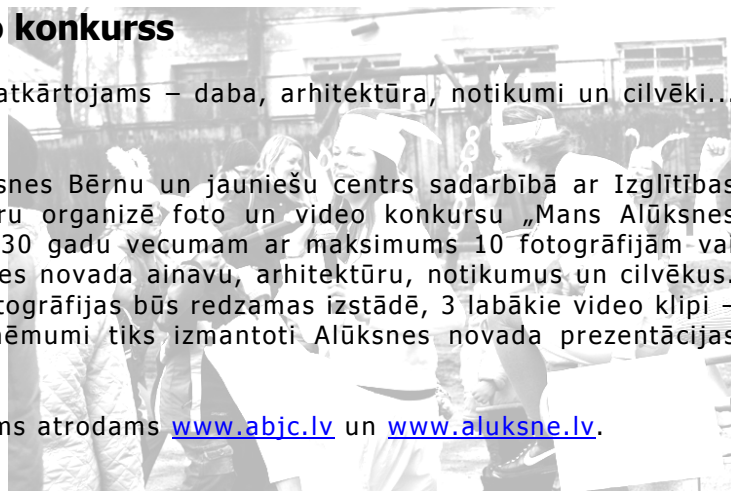 o konkurss
atkārtojams – daba, arhitektūra, notikumi un cilvēki...
snes Bērnu un jauniešu centrs sadarbībā ar Izglītības
ru organizē foto un video konkursu „Mans Alūksnes
30 gadu vecumam ar maksimums 10 fotogrāfijām vai
es novada ainavu, arhitektūru, notikumus un cilvēkus.
togrāfijas būs redzamas izstādē, 3 labākie video klipi –
ņēmumi tiks izmantoti Alūksnes novada prezentācijas
ms atrodams www.abjc.lv un www.aluksne.lv.